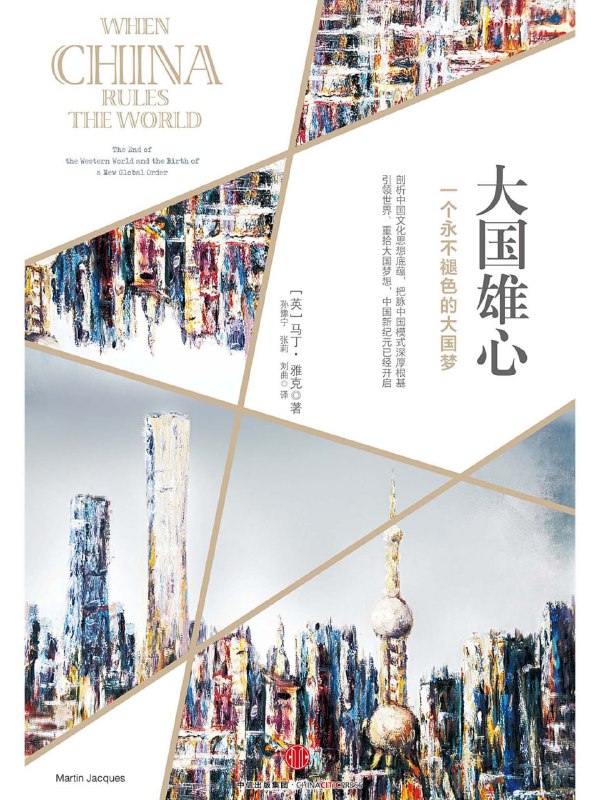 WHEN
CHINA
RULES
THE WORLD
The End of
the Western World and the Birth of
a New Global Order
大国雄心
一个永不褪色的大国梦
剖析中国文化思想底蕴，把脉中国模式深厚根基
引领世界，重拾大国梦想，中国新纪元已经开启
［英］马丁·雅克◎著
孙豫宁 张莉 刘曲◎译
Martin Jacques
中信出版集团·CHINACITICPRESS